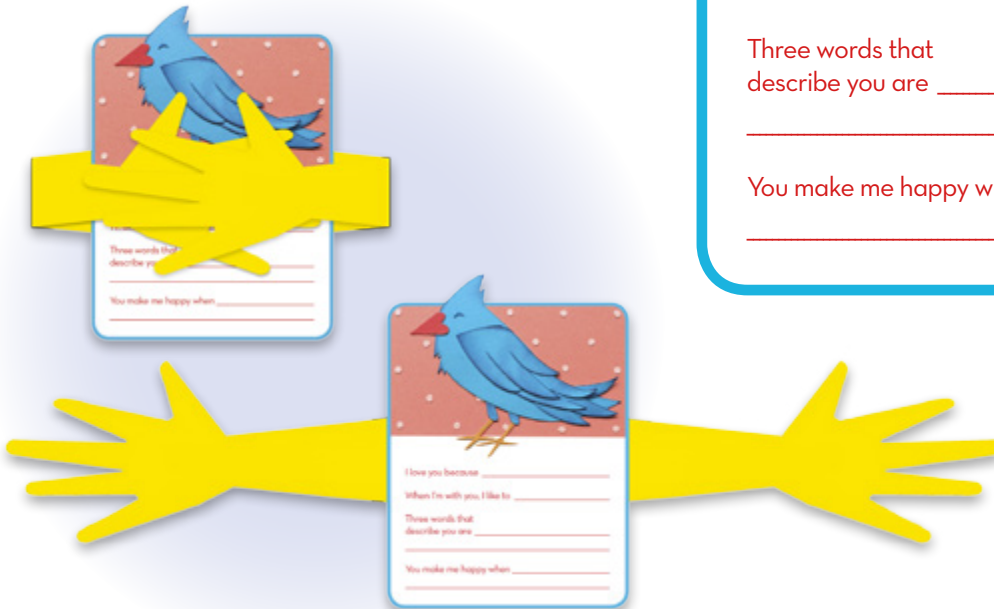 Three words that
describe you are
You make me happy w
Three words that
describe yo
You make me happy when
I love you because
When I'm with you, I like to
Three words that
describe you are
You make me happy when